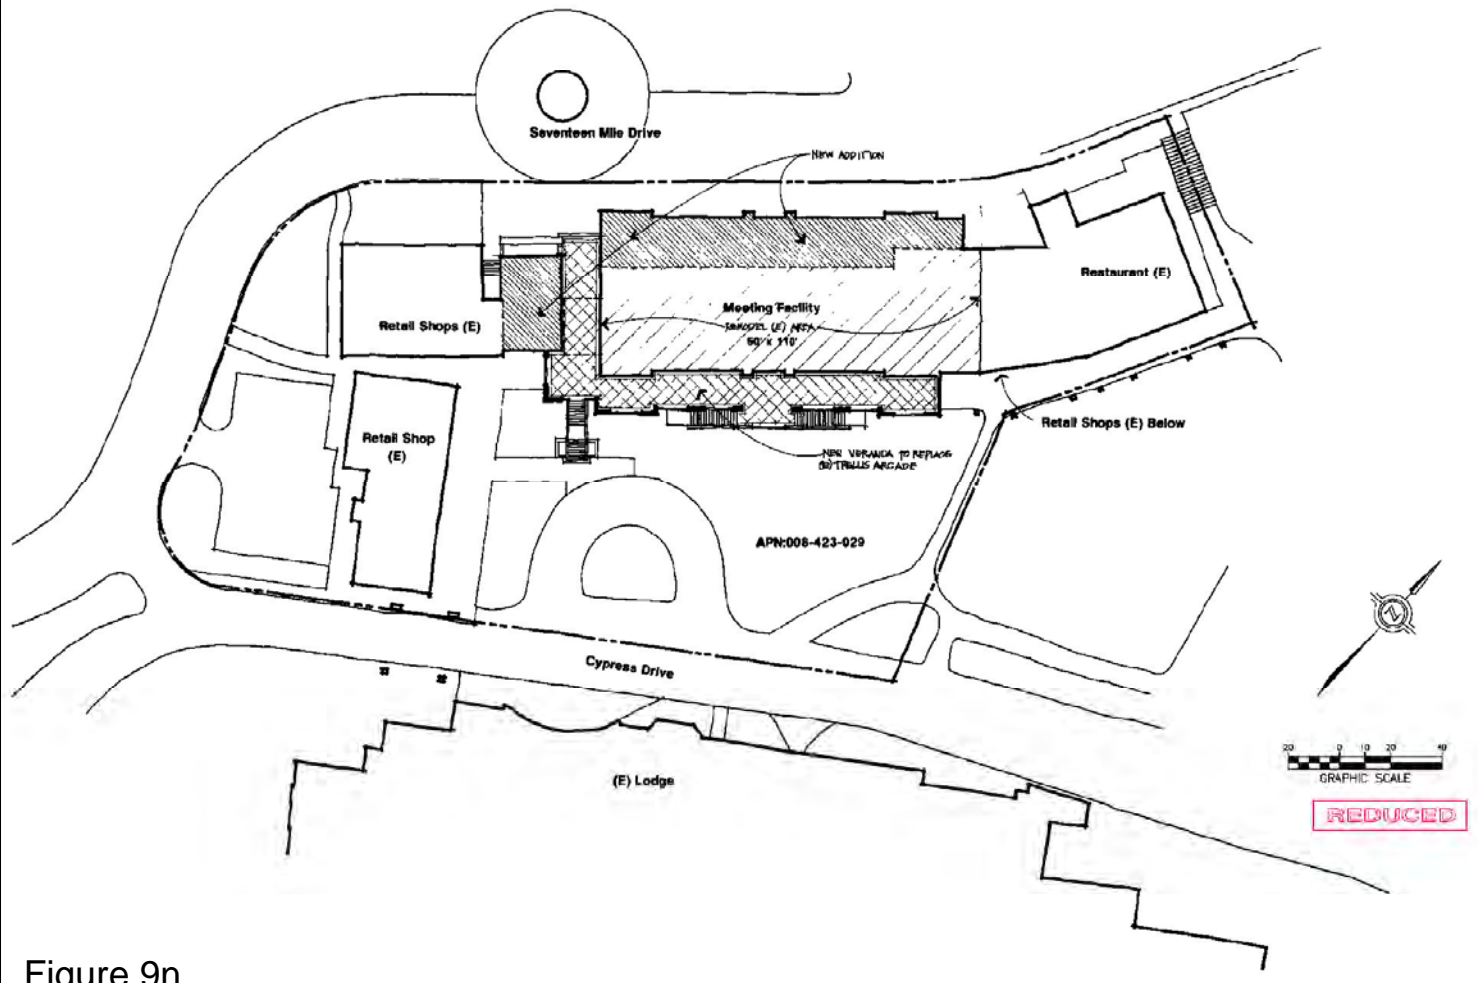 Seventeen Mile Drive
NEW ADDITION
Restaurant (E)
Meeting Facility
REMODEL (E) AREA
50' x 110'
Retail Shops (E)
Retail Shops (E) Below
Retail Shop
(E)
NEW VERANDA TO REPLACE
(E) TRELLIS ARCADE
APN:008-423-029
Cypress Drive
Z
20 0 10 20 40
GRAPHIC SCALE
(E) Lodge
REDUCED
Figure 9n